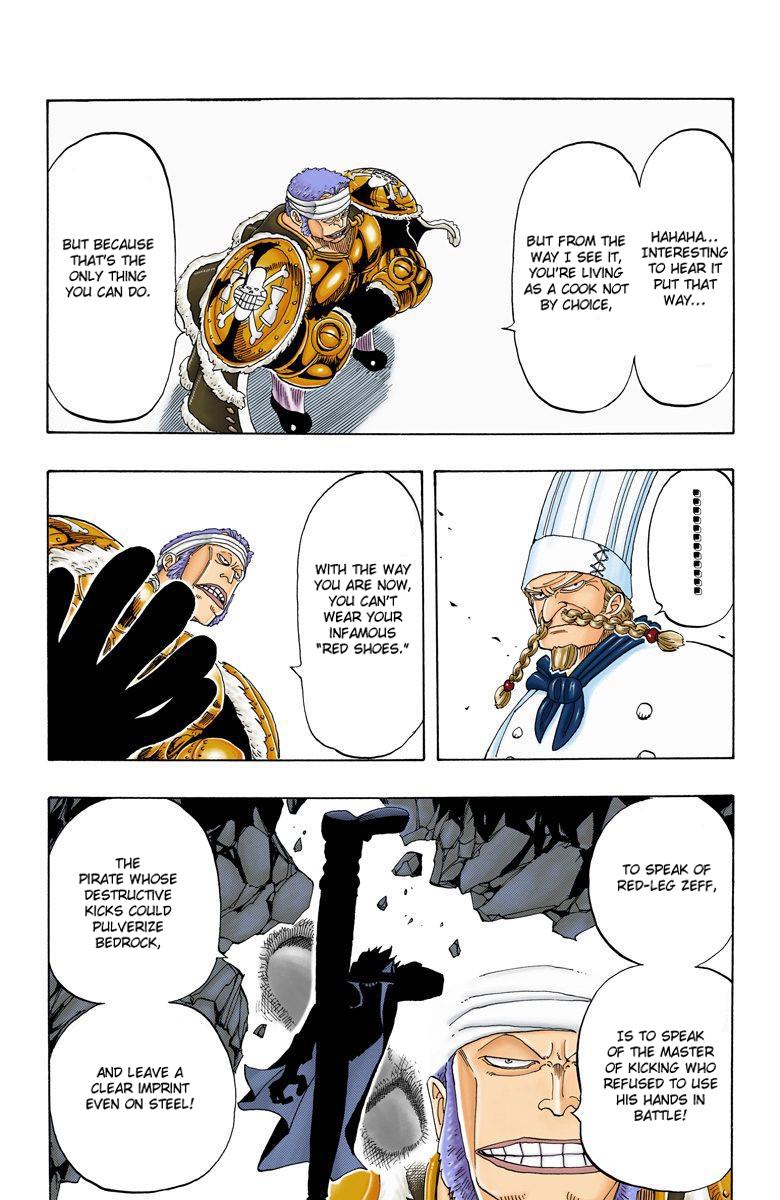 HAHAHA...
INTERESTING
TO HEAR IT
PUT THAT
WAY...
BUT FROM THE
WAY I SEE IT,
YOU'RE LIVING
AS A COOK NOT
BY CHOICE,
BUT BECAUSE
THAT'S THE
ONLY THING
YOU CAN DO.
............
WITH THE WAY
YOU ARE NOW,
YOU CAN'T
WEAR YOUR
INFAMOUS
"RED SHOES."
TO SPEAK OF
RED-LEG ZEFF,
IS TO SPEAK
OF THE MASTER
OF KICKING WHO
REFUSED TO USE
HIS HANDS IN
BATTLE!
THE
PIRATE WHOSE
DESTRUCTIVE
KICKS COULD
PULVERIZE
BEDROCK,
AND LEAVE A
CLEAR IMPRINT
EVEN ON STEEL!